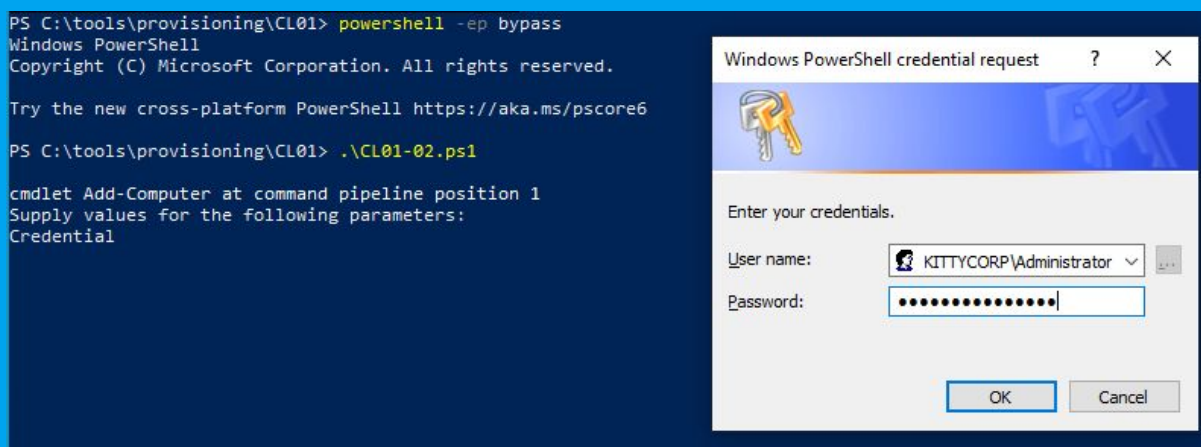 PS C:\tools\provisioning\CL01> powershell -ep bypass
Windows PowerShell
Copyright (C) Microsoft Corporation. All rights reserved.
Try the new cross-platform PowerShell https://aka.ms/pscore6
PS C:\tools\provisioning\CL01> .\CL01-02.ps1
cmdlet Add-Computer at command pipeline position 1
Supply values for the following parameters:
Credential
Windows PowerShell credential request
?
Enter your credentials.
User name:
KITTYCORP\Administrator
...
Password:
●●●●●●●●●●●●●●●
OK
Cancel